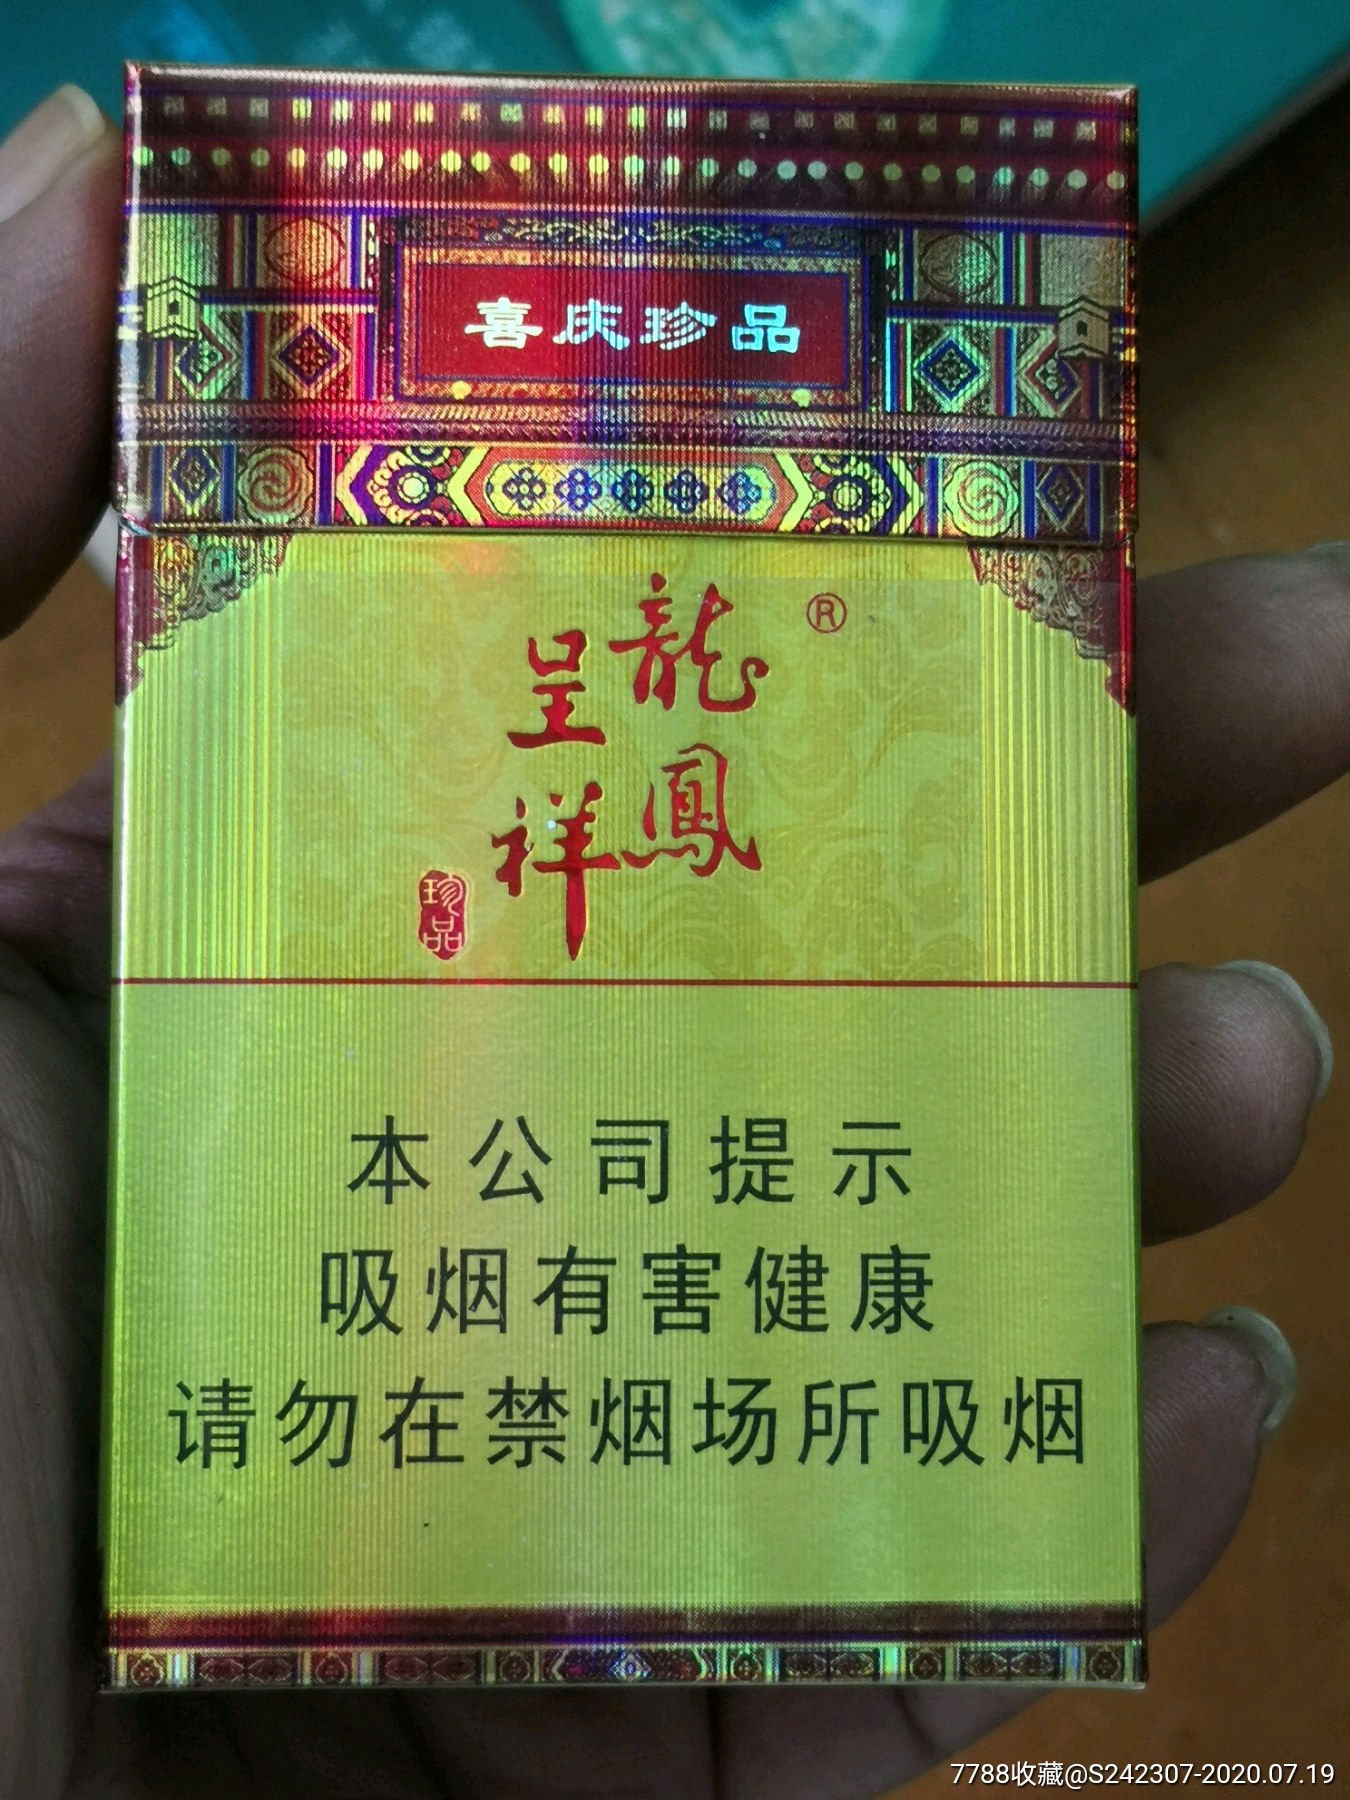 喜庆珍品
龍鳳
呈祥
®
珍品
本公司提示
吸烟有害健康
请勿在禁烟场所吸烟
7788收藏@S242307-2020.07.19